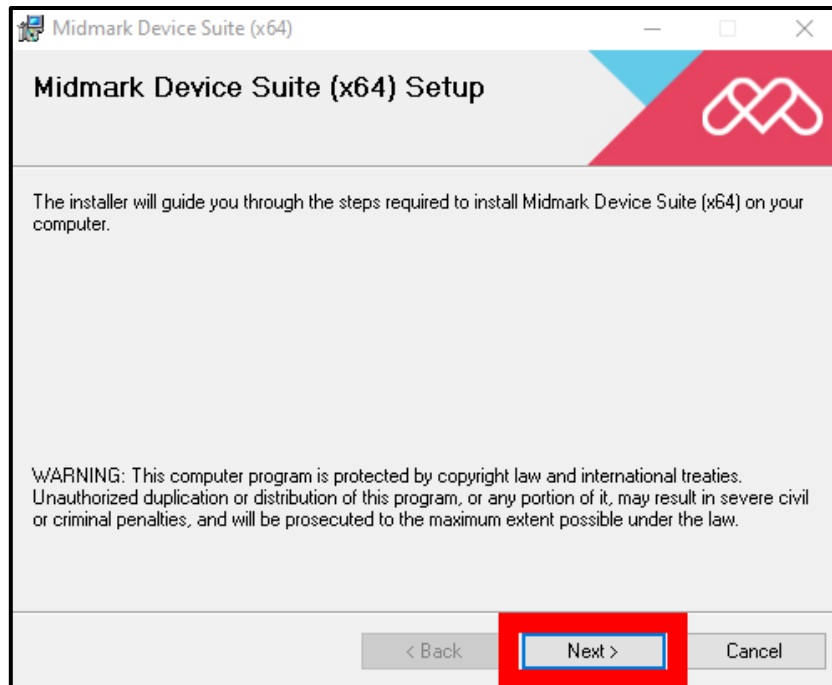 Midmark Device Suite (x64)
Midmark Device Suite (x64) Setup
The installer will guide you through the steps required to install Midmark Device Suite (x64) on your
computer.
WARNING: This computer program is protected by copyright law and international treaties.
Unauthorized duplication or distribution of this program, or any portion of it, may result in severe civil
or criminal penalties, and will be prosecuted to the maximum extent possible under the law.
< Back
Next >
Cancel